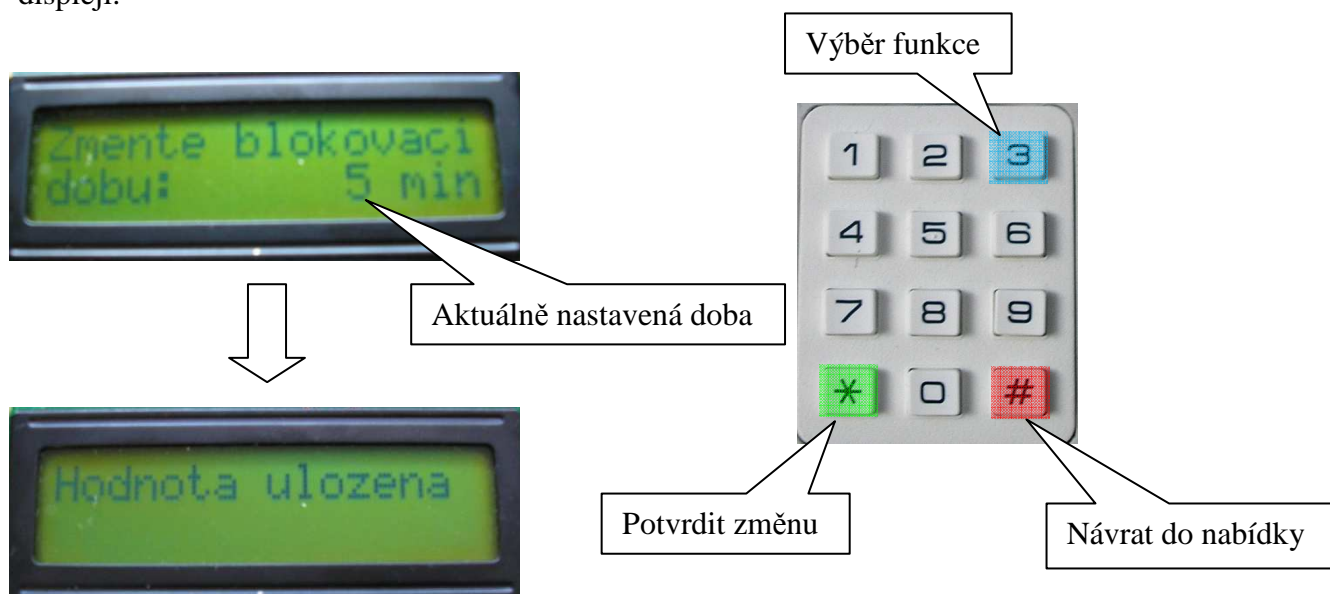 displeji.
Výběr funkce
Zmente blokovaci
dobu: 5 min
1 2 3
4 5 6
7 8 9
* 0 #
Aktuálně nastavená doba
Hodnota ulozena
Potvrdit změnu
Návrat do nabídky